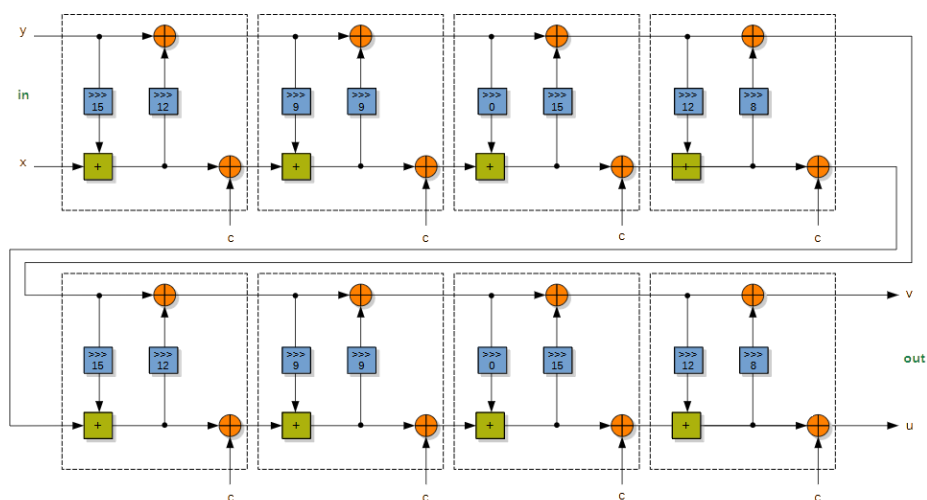 y
>>> >>> >>> >>> >>> >>> >>> >>>
15 12 9 9 0 15 12 8
in
x
+ + + +
c c c c
v
>>> >>> >>> >>> >>> >>> >>> >>>
15 12 9 9 0 15 12 8
out
+ + + + u
c c c c